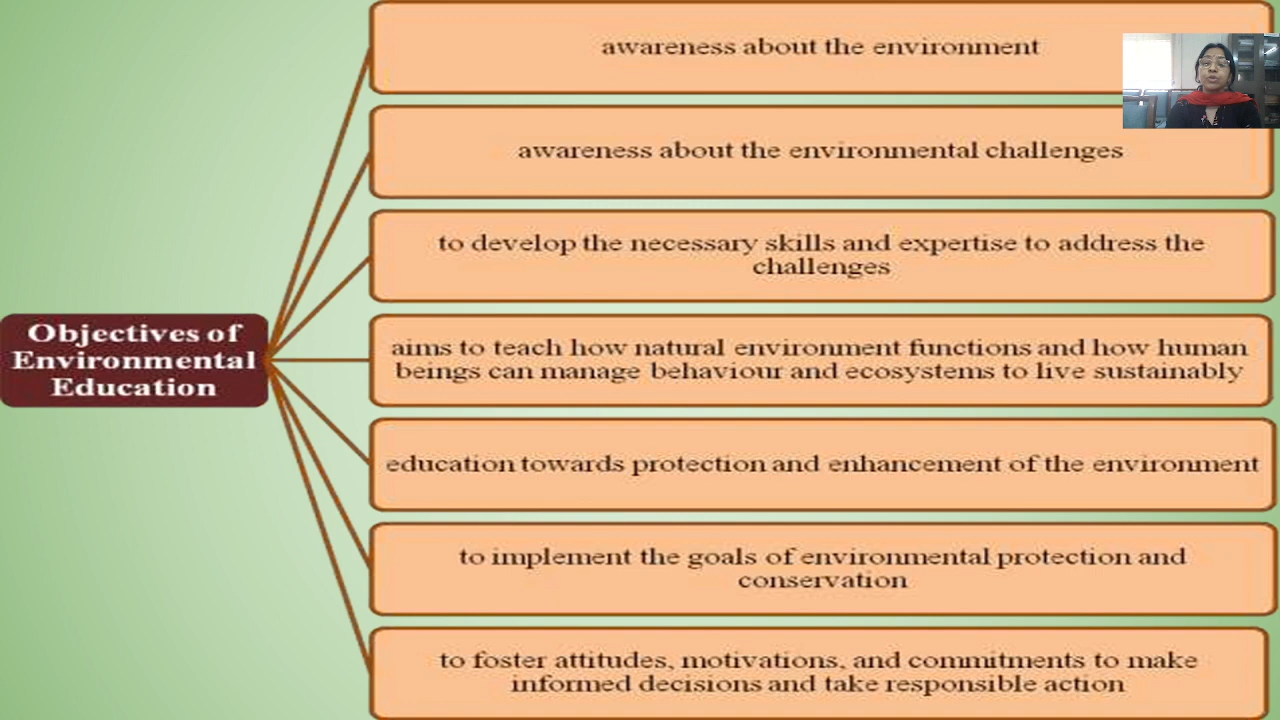 awareness about the environment
awareness about the environmental challenges
to develop the necessary skills and expertise to address the
challenges
Objectives of
Environmental
Education
aims to teach how natural environment functions and how human
beings can manage behaviour and ecosystems to live sustainably
education towards protection and enhancement of the environment
to implement the goals of environmental protection and
conservation
to foster attitudes, motivations, and commitments to make
informed decisions and take responsible action